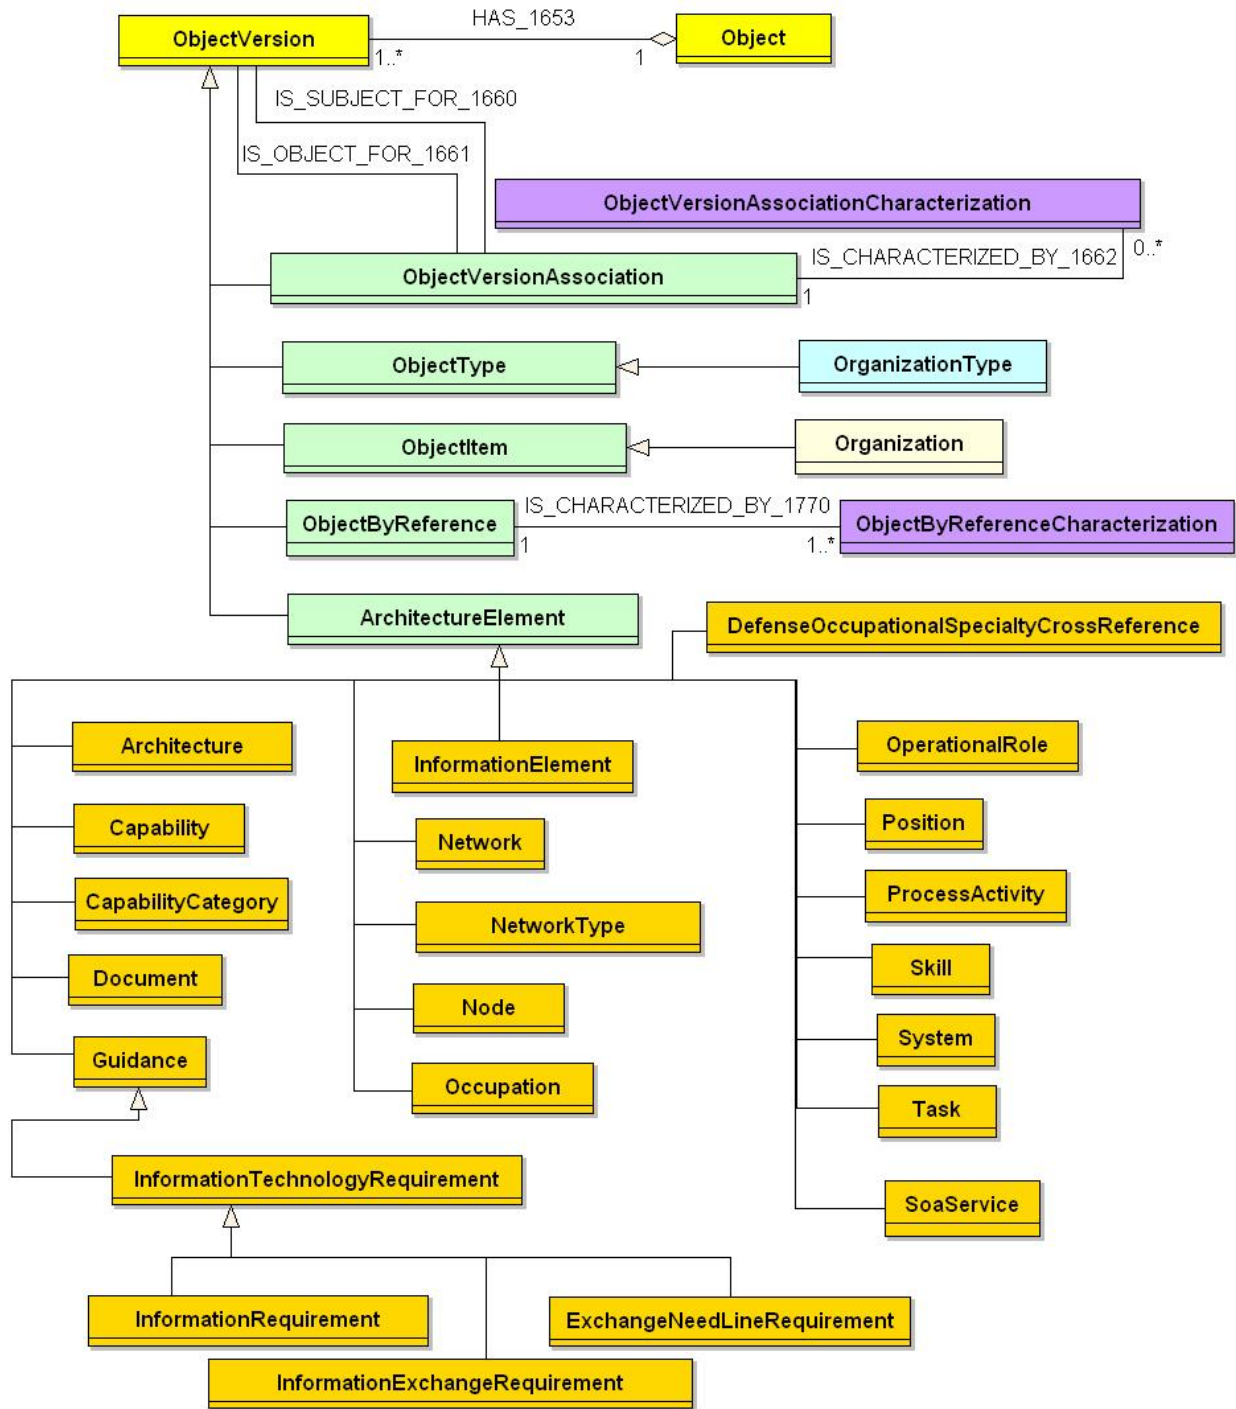 HAS_1653
ObjectVersion
Object
1..*
1
IS_SUBJECT_FOR_1660
IS_OBJECT_FOR_1661
ObjectVersionAssociationCharacterization
IS_CHARACTERIZED_BY_1662
0..*
ObjectVersionAssociation
1
ObjectType
OrganizationType
ObjectItem
Organization
ObjectByReference
IS_CHARACTERIZED_BY_1770
ObjectByReferenceCharacterization
1
1..*
ArchitectureElement
DefenseOccupationalSpecialtyCrossReference
Architecture
InformationElement
OperationalRole
Capability
Network
Position
CapabilityCategory
NetworkType
ProcessActivity
Document
Node
Skill
Guidance
Occupation
System
Task
InformationTechnologyRequirement
SoaService
InformationRequirement
ExchangeNeedLineRequirement
InformationExchangeRequirement